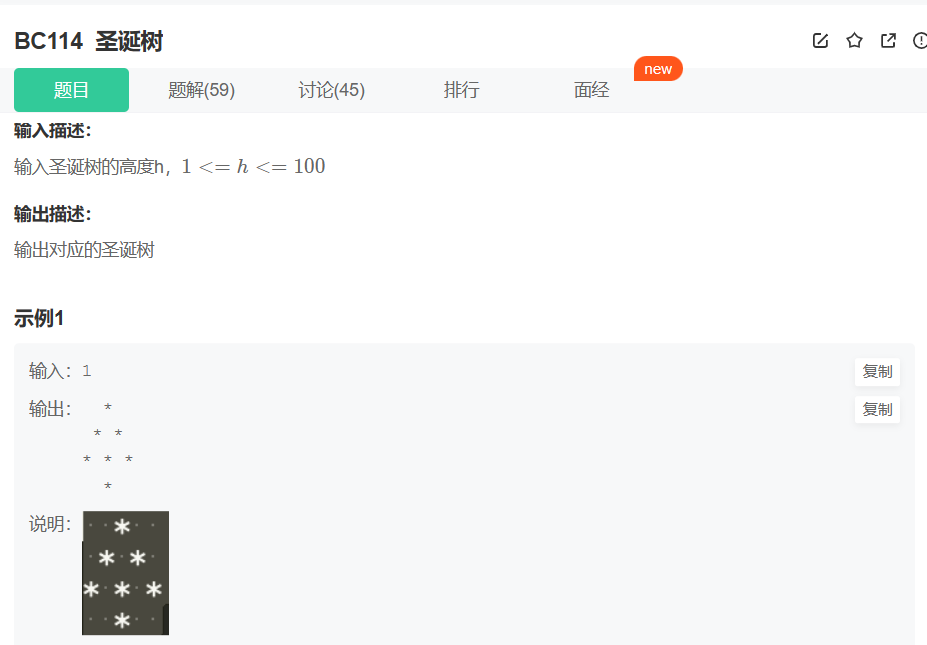 BC114 圣诞树
题目 题解(59) 讨论(45) 排行 面经 new
输入描述:
输入圣诞树的高度h，1 <= h <= 100
输出描述:
输出对应的圣诞树
示例1
输入: 1 复制
输出:   * 复制
 * *
* * *
  *
说明:   *
 * *
* * *
  *